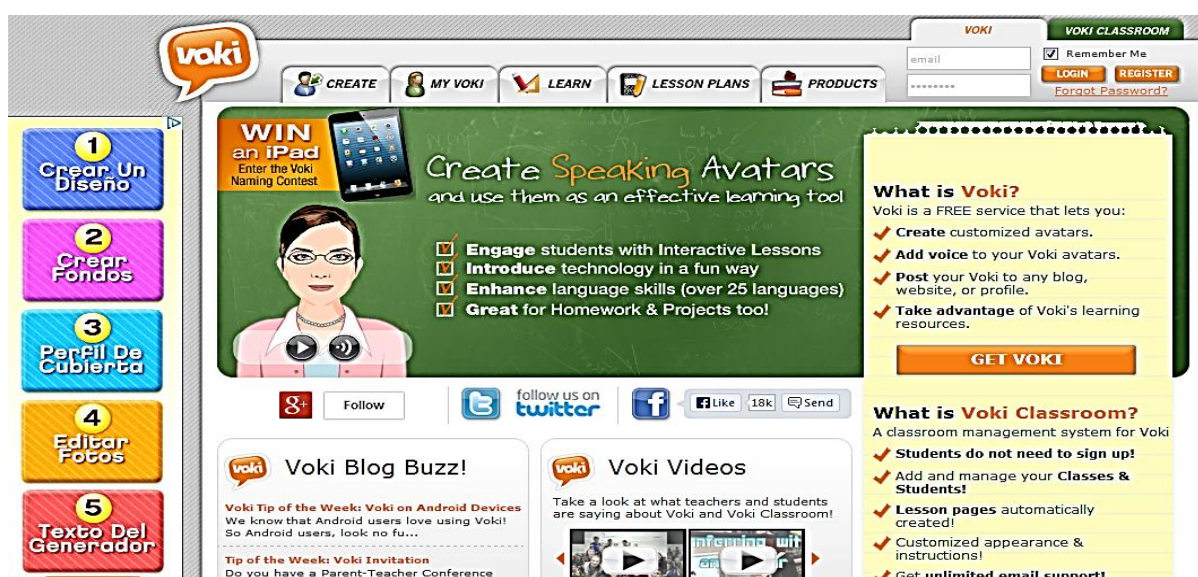 voki
VOKI
VOKI CLASSROOM
email
Remember Me
••••••••
LOGIN
REGISTER
Forgot Password?
CREATE
MY VOKI
LEARN
LESSON PLANS
PRODUCTS
1
Crear Un
Diseño
2
Crear
Fondos
3
Perfil De
Cubierta
4
Editar
Fotos
5
Texto Del
Generador
WIN
an iPad
Enter the Voki
Naming Contest
Create Speaking Avatars
and use them as an effective learning tool
Engage students with Interactive Lessons
Introduce technology in a fun way
Enhance language skills (over 25 languages)
Great for Homework & Projects too!
What is Voki?
Voki is a FREE service that lets you:
Create customized avatars.
Add voice to your Voki avatars.
Post your Voki to any blog,
website, or profile.
Take advantage of Voki's learning
resources.
GET VOKI
8+
Follow
follow us on
twitter
Like
18k
Send
What is Voki Classroom?
A classroom management system for Voki
Students do not need to sign up!
Add and manage your Classes &
Students!
Lesson pages automatically
created!
Customized appearance &
instructions!
Get unlimited email support!
voki
Voki Blog Buzz!
Voki Tip of the Week: Voki on Android Devices
We know that Android users love using Voki!
So Android users, look no fu...
Tip of the Week: Voki Invitation
Do you have a Parent-Teacher Conference
voki
Voki Videos
Take a look at what teachers and students
are saying about Voki and Voki Classroom!